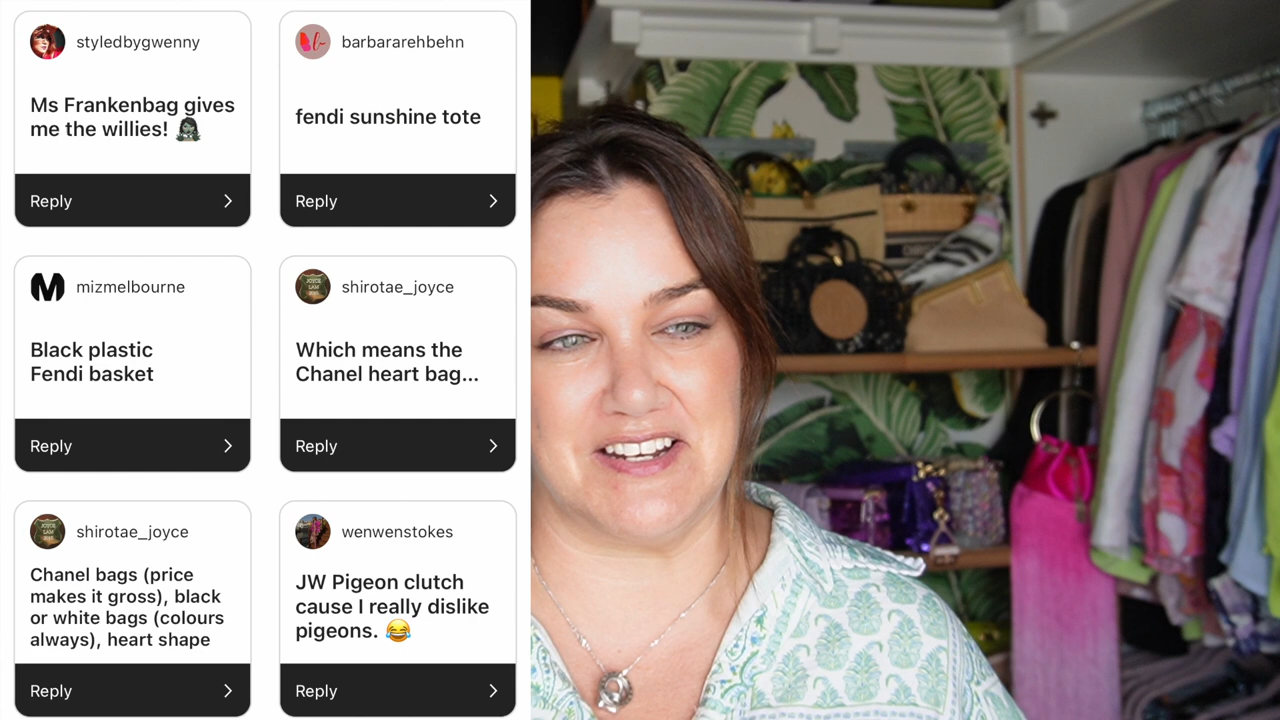 styledbygwenny
Ms Frankenbag gives
me the willies! 🧟‍♀️
Reply
barbararehbehn
fendi sunshine tote
Reply
mizmelbourne
Black plastic
Fendi basket
Reply
shirotae_joyce
Which means the
Chanel heart bag...
Reply
shirotae_joyce
Chanel bags (price
makes it gross), black
or white bags (colours
always), heart shape
Reply
wenwenstokes
JW Pigeon clutch
cause I really dislike
pigeons. 😂
Reply